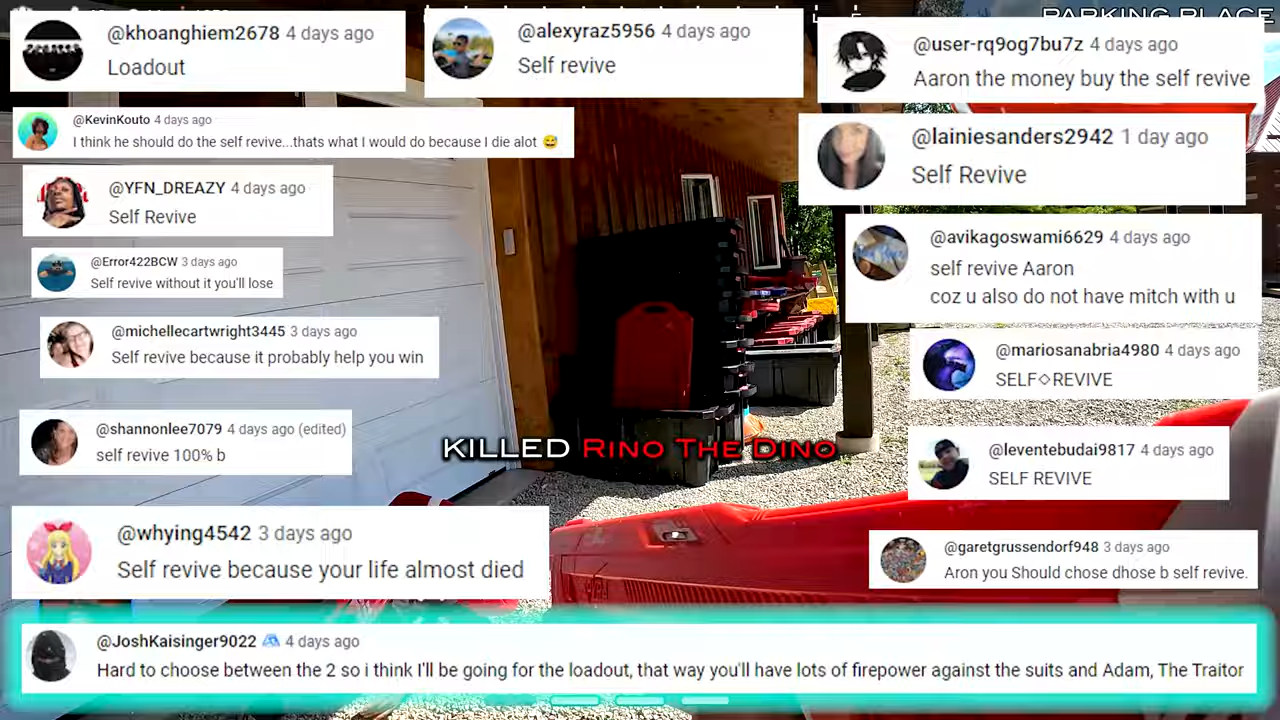 PARKING PLACE
@khoanghiem2678 4 days ago
Loadout
@alexyraz5956 4 days ago
Self revive
@user-rq9og7bu7z 4 days ago
Aaron the money buy the self revive
@KevinKouto 4 days ago
I think he should do the self revive...thats what I would do because I die alot 😅
@lainiesanders2942 1 day ago
Self Revive
@YFN_DREAZY 4 days ago
Self Revive
@avikagoswami6629 4 days ago
self revive Aaron
coz u also do not have mitch with u
@Error422BCW 3 days ago
Self revive without it you'll lose
@michellecartwright3445 3 days ago
Self revive because it probably help you win
@mariosanabria4980 4 days ago
SELF◇REVIVE
@shannonlee7079 4 days ago (edited)
self revive 100% b
KILLED Rino The Dino
@leventebudai9817 4 days ago
SELF REVIVE
@whying4542 3 days ago
Self revive because your life almost died
@garetgrussendorf948 3 days ago
Aron you Should chose dhose b self revive.
@JoshKaisinger9022 4 days ago
Hard to choose between the 2 so i think I'll be going for the loadout, that way you'll have lots of firepower against the suits and Adam, The Traitor